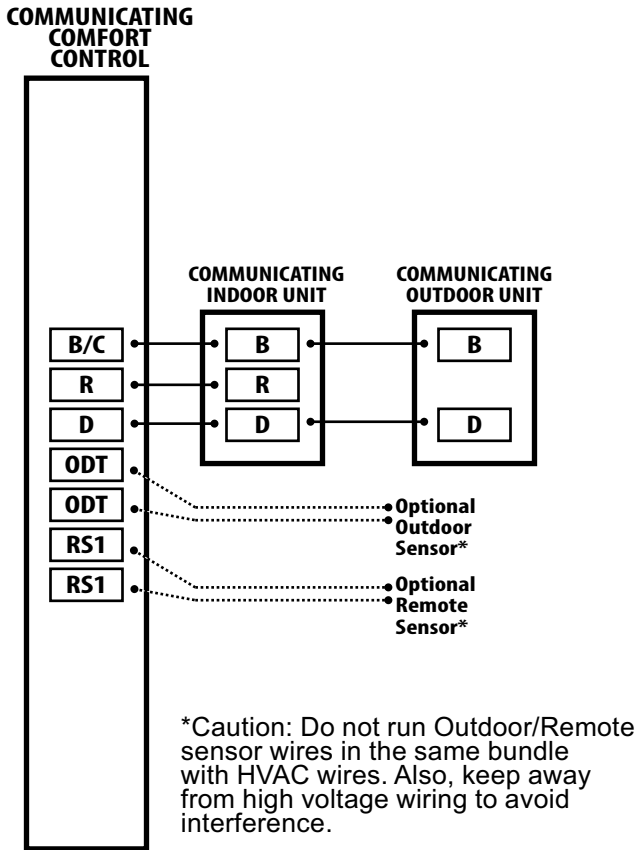 COMMUNICATING
COMFORT
CONTROL
COMMUNICATING
INDOOR UNIT
COMMUNICATING
OUTDOOR UNIT
B/C
B
B
R
R
D
D
D
ODT
ODT
Optional
Outdoor
Sensor*
RS1
RS1
Optional
Remote
Sensor*
*Caution: Do not run Outdoor/Remote
sensor wires in the same bundle
with HVAC wires. Also, keep away
from high voltage wiring to avoid
interference.